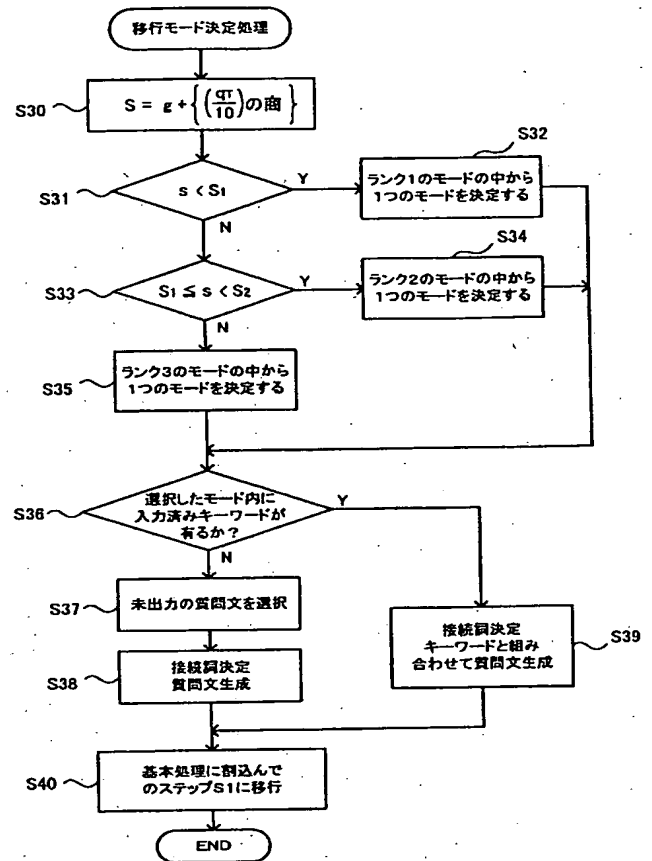 移行モード決定処理
S30
S = g + { ( qT / 10 ) の商 }
S31
s < S1
Y
N
S32
ランク1のモードの中から
1つのモードを決定する
S33
S1 ≦ s < S2
Y
N
S34
ランク2のモードの中から
1つのモードを決定する
S35
ランク3のモードの中から
1つのモードを決定する
S36
選択したモード内に
入力済みキーワードが
有るか？
Y
N
S37
未出力の質問文を選択
S38
接続詞決定
質問文生成
S39
接続詞決定
キーワードと組み
合わせて質問文生成
S40
基本処理に割込んで
のステップS1に移行
END